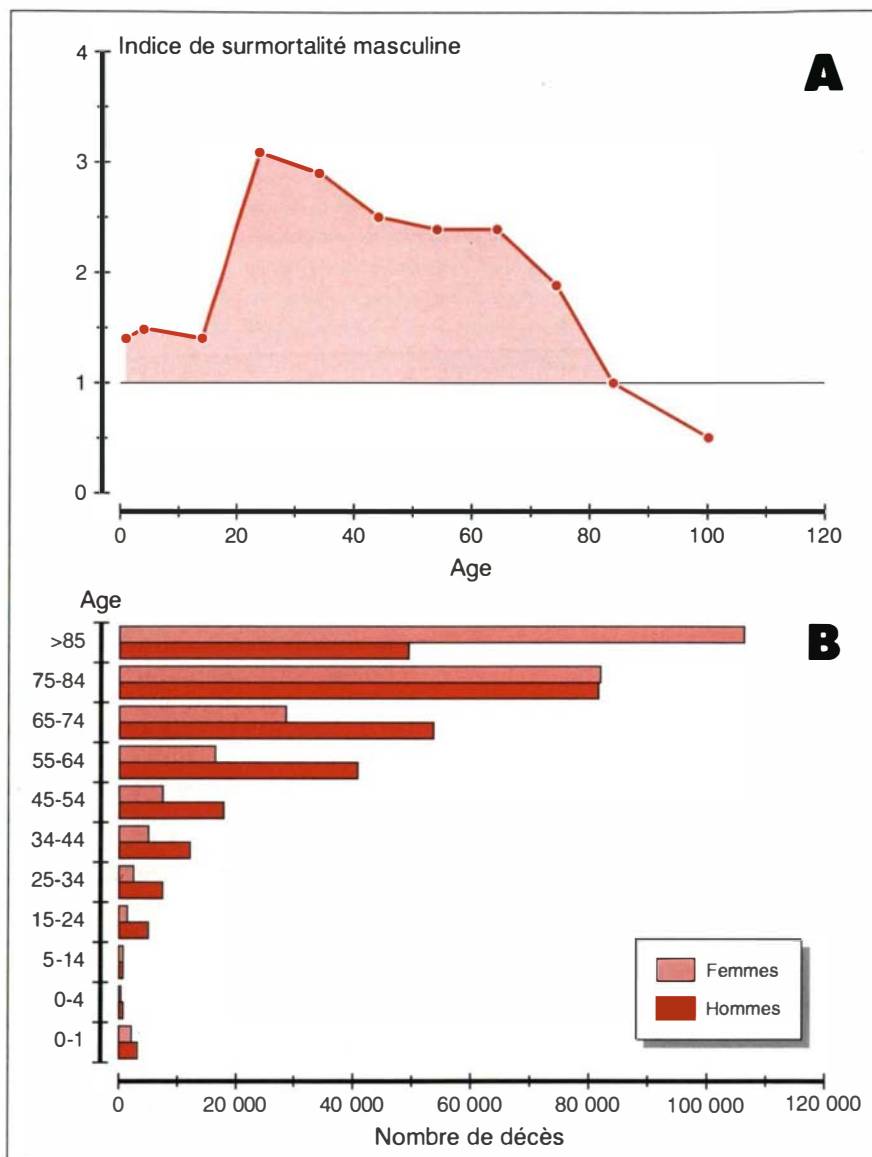 Indice de surmortalité masculine
A
4
3
2
1
0
0 20 40 60 80 100 120
Age
Age
B
>85
75-84
65-74
55-64
45-54
34-44
25-34
15-24
5-14
0-4
0-1
Femmes
Hommes
0 20 000 40 000 60 000 80 000 100 000 120 000
Nombre de décès